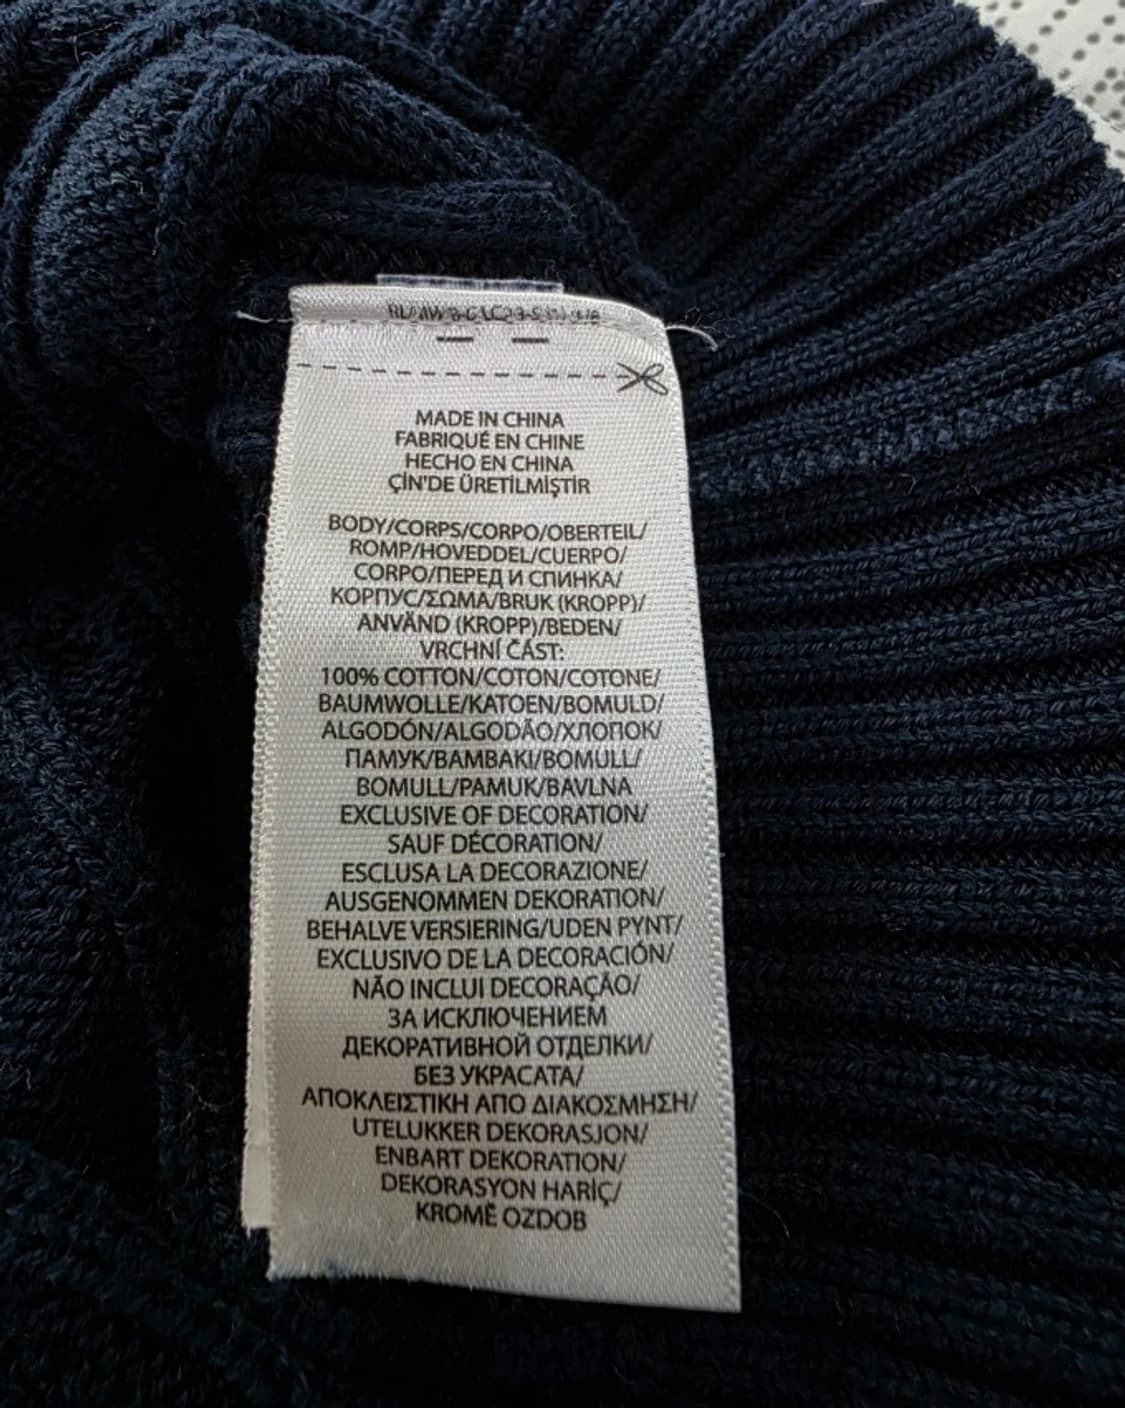 MADE IN CHINA
FABRIQUÉ EN CHINE
HECHO EN CHINA
ÇİN'DE ÜRETİLMİŞTİR
BODY/CORPS/CORPO/OBERTEIL/
ROMP/HOVEDDEL/CUERPO/
CORPO/ПЕРЕД И СПИНКА/
КОРПУС/ΣΩΜΑ/BRUK (KROPP)/
ANVÄND (KROPP)/BEDEN/
VRCHNÍ ČÁST:
100% COTTON/COTON/COTONE/
BAUMWOLLE/KATOEN/BOMULD/
ALGODÓN/ALGODÃO/ХЛОПОК/
ПАМУК/ΒΑΜΒΑΚΙ/BOMULL/
BOMULL/PAMUK/BAVLNA
EXCLUSIVE OF DECORATION/
SAUF DÉCORATION/
ESCLUSA LA DECORAZIONE/
AUSGENOMMEN DEKORATION/
BEHALVE VERSIERING/UDEN PYNT/
EXCLUSIVO DE LA DECORACIÓN/
NÃO INCLUI DECORAÇÃO/
ЗА ИСКЛЮЧЕНИЕМ
ДЕКОРАТИВНОЙ ОТДЕЛКИ/
БЕЗ УКРАСАТА/
ΑΠΟΚΛΕΙΣΤΙΚΗ ΑΠΟ ΔΙΑΚΟΣΜΗΣΗ/
UTELUKKER DEKORASJON/
ENBART DEKORATION/
DEKORASYON HARİÇ/
KROMĚ OZDOB